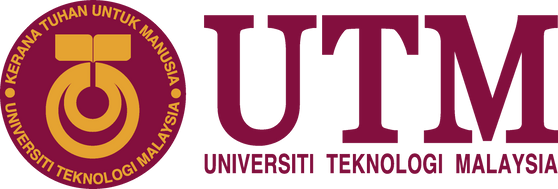 KERANA TUHAN UNTUK MANUSIA
UNIVERSITI TEKNOLOGI MALAYSIA
UTM
UNIVERSITI TEKNOLOGI MALAYSIA